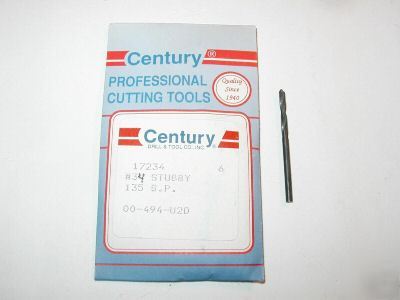 Century®
PROFESSIONAL
CUTTING TOOLS
Quality
Since
1940
Century
DRILL & TOOL CO., INC.
17234 6
#34 STUBBY
135 S.P.
00-494-U2D